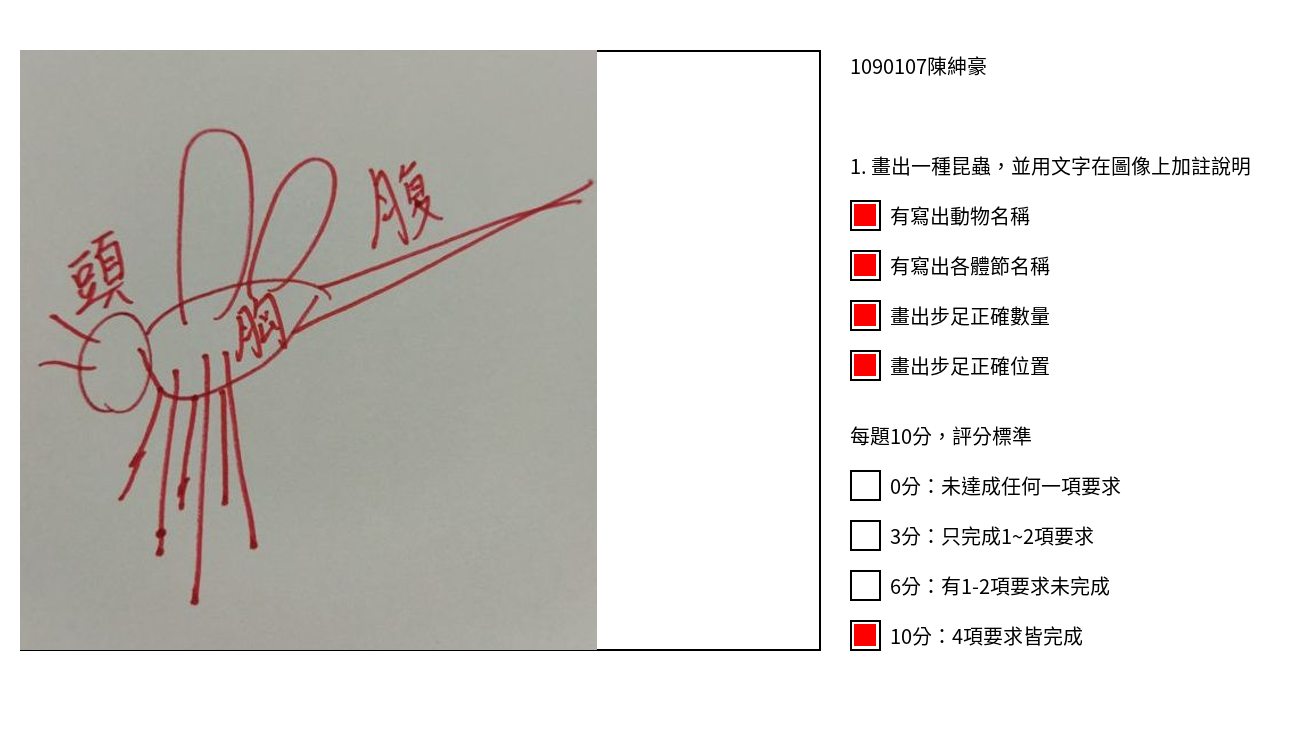 頭
腹
胸
1090107陳紳豪
1. 畫出一種昆蟲，並用文字在圖像上加註說明
有寫出動物名稱
有寫出各體節名稱
畫出步足正確數量
畫出步足正確位置
每題10分，評分標準
0分：未達成任何一項要求
3分：只完成1~2項要求
6分：有1-2項要求未完成
10分：4項要求皆完成